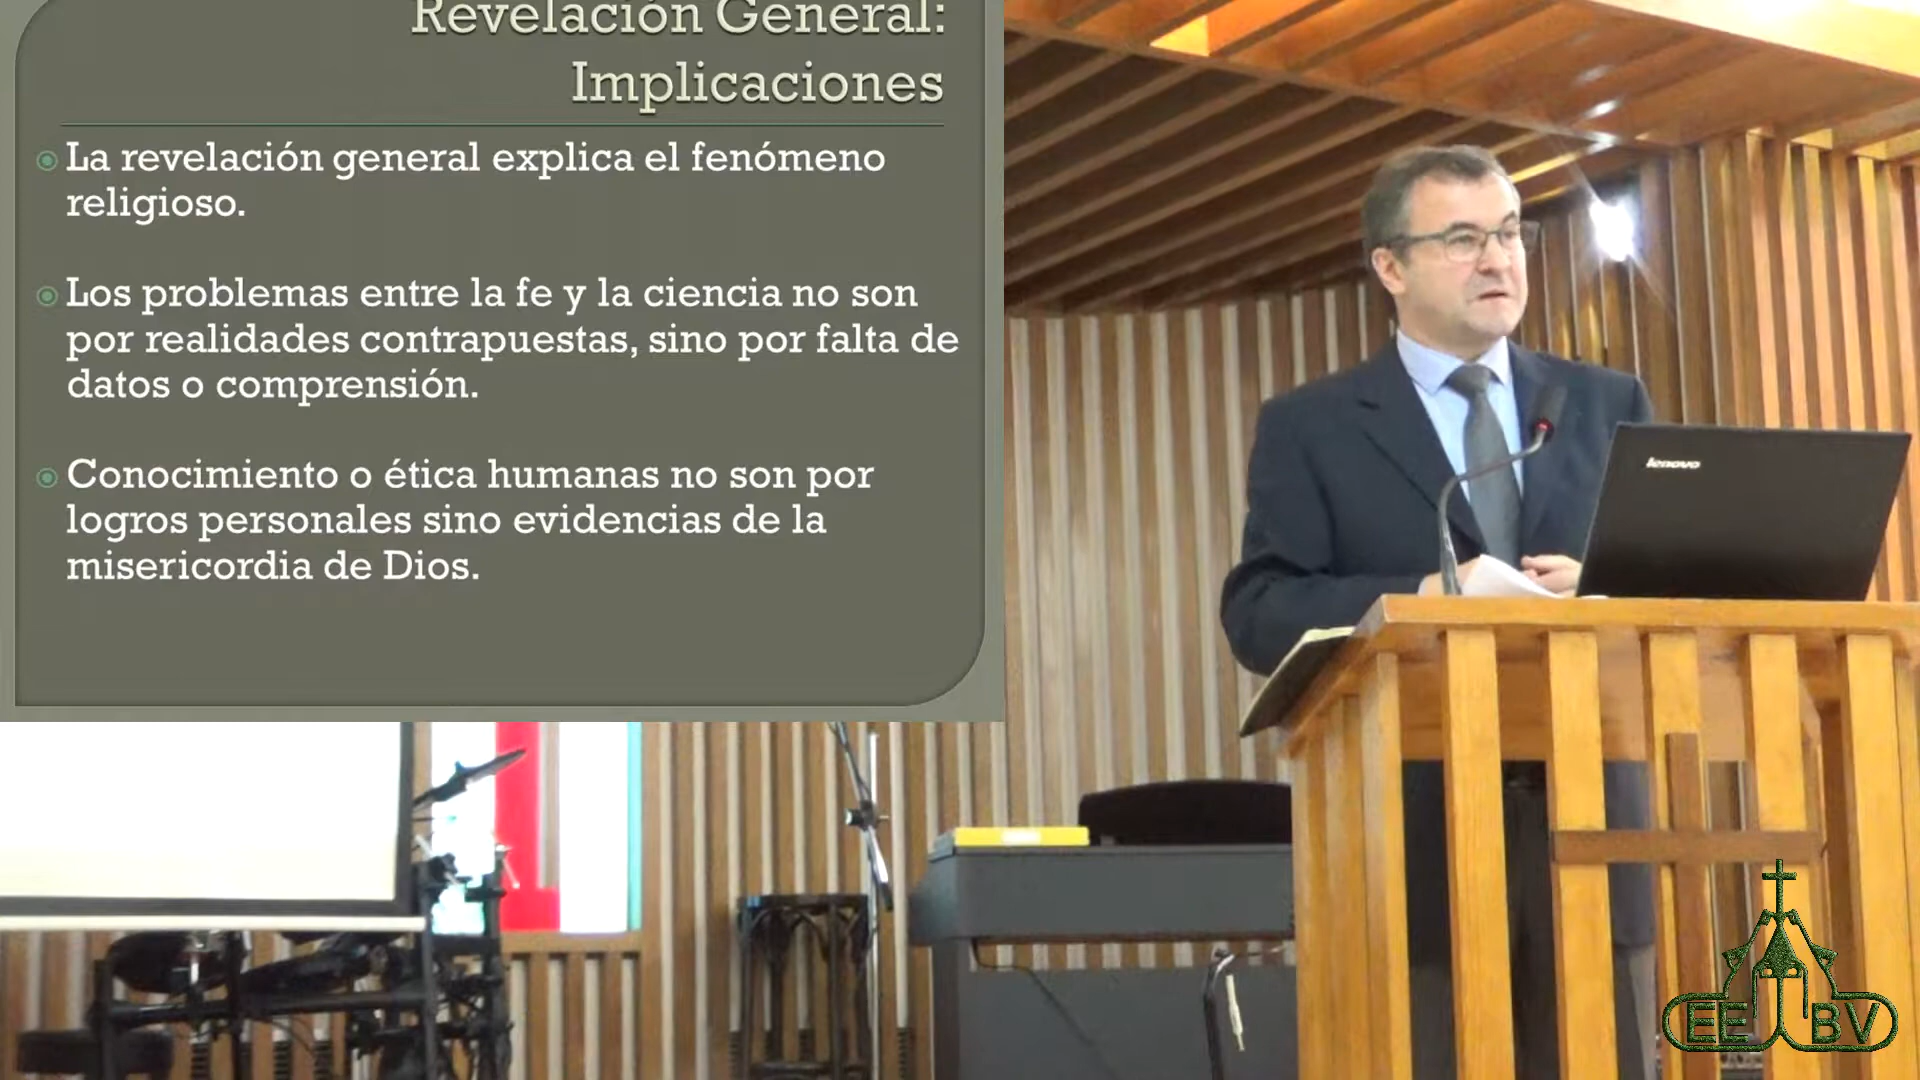 Revelación General:
Implicaciones
La revelación general explica el fenómeno
religioso.
Los problemas entre la fe y la ciencia no son
por realidades contrapuestas, sino por falta de
datos o comprensión.
Conocimiento o ética humanas no son por
logros personales sino evidencias de la
misericordia de Dios.
lenovo
EE BV